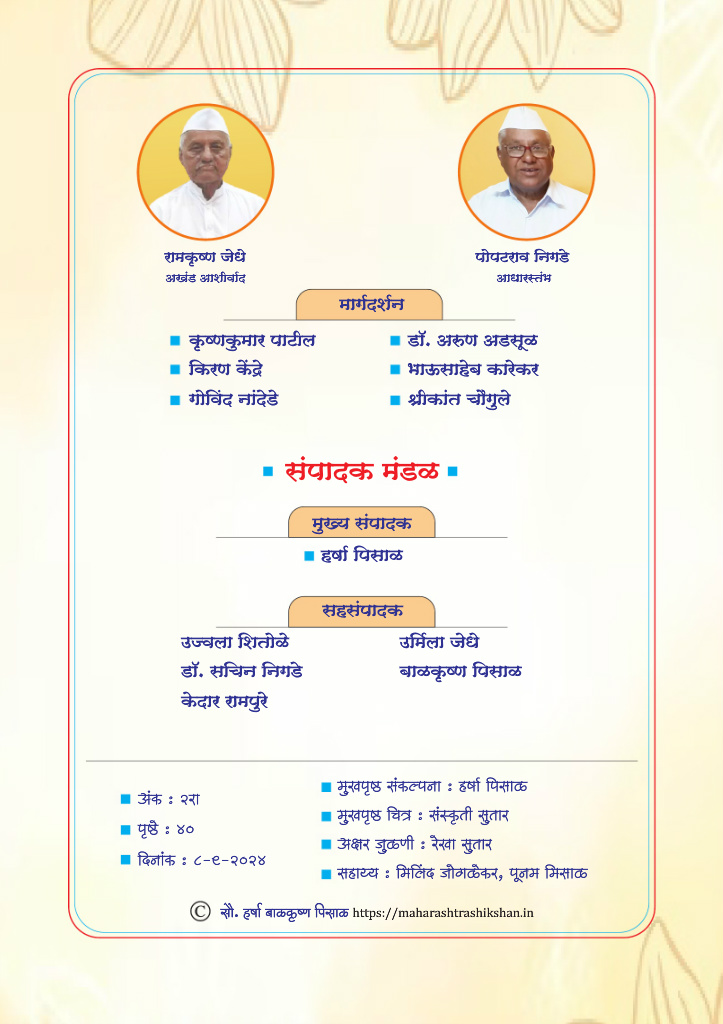 रामकृष्ण जेधे
अखंड आशीर्वाद
पोपटराव निगडे
आधारस्तंभ
मार्गदर्शन
कृष्णकुमार पाटील
डॉ. अरुण अडसूळ
किरण केंद्रे
भाऊसाहेब कारेकर
गोविंद नांदेडे
श्रीकांत चौगुले
संपादक मंडळ
मुख्य संपादक
हर्षा पिसाळ
सहसंपादक
उज्वला शितोळे
उर्मिला जेधे
डॉ. सचिन निगडे
बाळकृष्ण पिसाळ
केदार रामपुरे
अंक : २रा
पृष्ठे : ४०
दिनांक : ८-९-२०२४
मुखपृष्ठ संकल्पना : हर्षा पिसाळ
मुखपृष्ठ चित्र : संस्कृती सुतार
अक्षर जुळणी : रेखा सुतार
सहाय्य : मिलिंद जोगळेकर, पूनम मिसाळ
© सौ. हर्षा बाळकृष्ण पिसाळ https://maharashtrashikshan.in